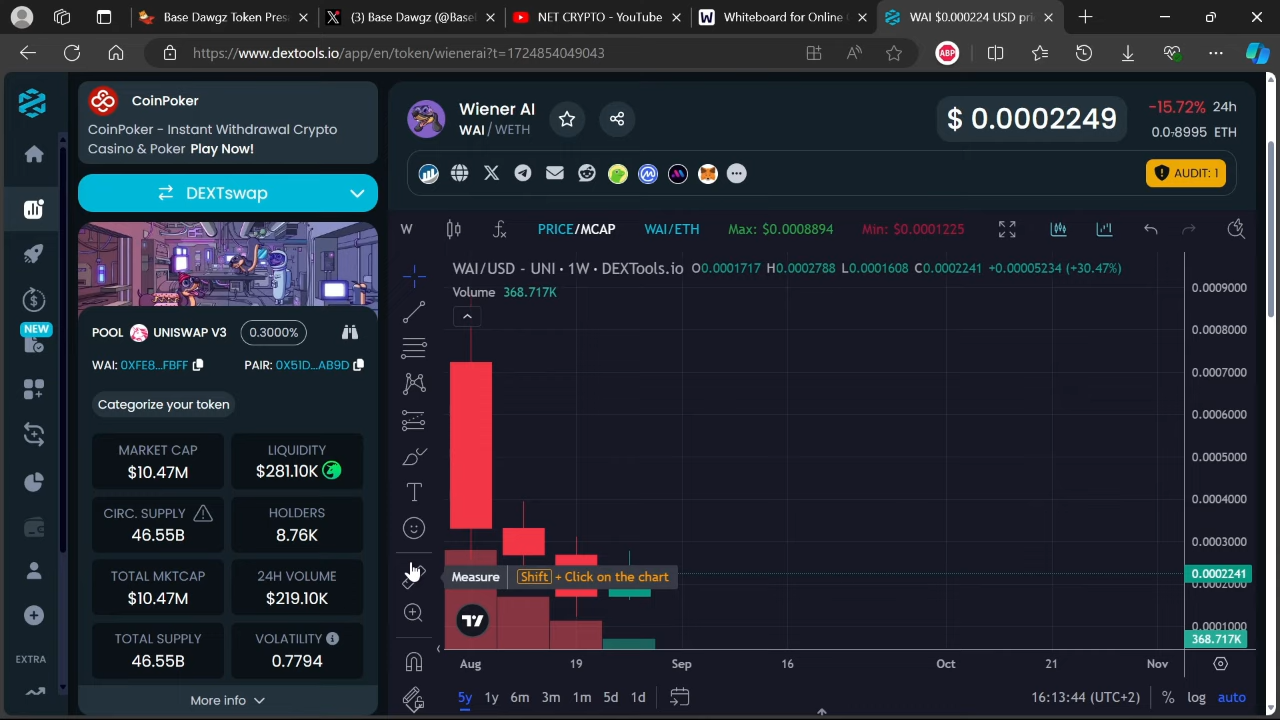 Base Dawgz Token Pres
(3) Base Dawgz (@Base
NET CRYPTO - YouTube
Whiteboard for Online C
WAI $0.000224 USD pri
https://www.dextools.io/app/en/token/wienerai?t=1724854049043
ABP
CoinPoker
CoinPoker - Instant Withdrawal Crypto
Casino & Poker Play Now!
DEXTswap
POOL UNISWAP V3 0.3000%
WAI: 0XFE8...FBFF PAIR: 0X51D...AB9D
Categorize your token
MARKET CAP
$10.47M
LIQUIDITY
$281.10K
CIRC. SUPPLY
46.55B
HOLDERS
8.76K
TOTAL MKTCAP
$10.47M
24H VOLUME
$219.10K
TOTAL SUPPLY
46.55B
VOLATILITY
0.7794
More info
NEW
EXTRA
Wiener AI
WAI / WETH
$ 0.0002249
-15.72% 24h
ETH
AUDIT: 1
W PRICE/MCAP WAI/ETH Max: $0.0008894 Min: $0.0001225
WAI/USD - UNI · 1W · DEXTools.io O0.0001717 H0.0002788 L0.0001608 C0.0002241 +0.00005234 (+30.47%)
Volume 368.717K
0.0009000
0.0008000
0.0007000
0.0006000
0.0005000
0.0004000
0.0003000
0.0002241
0.0002000
0.0001000
368.717K
Measure Shift + Click on the chart
Aug 19 Sep 16 Oct 21 Nov
5y 1y 6m 3m 1m 5d 1d 16:13:44 (UTC+2) % log auto